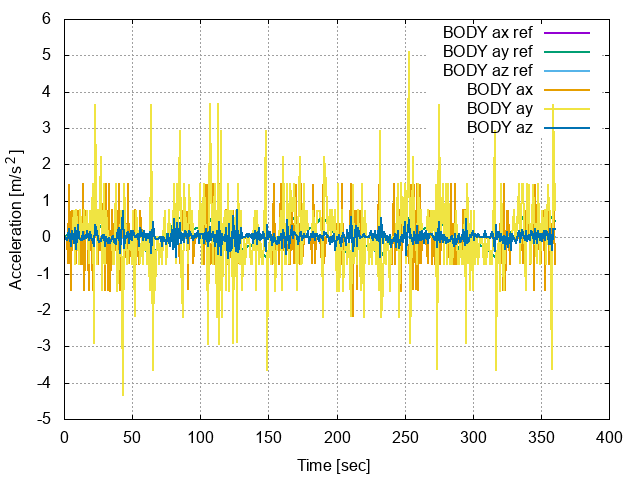 6
5
4
3
2
1
0
-1
-2
-3
-4
-5
0 50 100 150 200 250 300 350 400
Acceleration [m/s²]
Time [sec]
BODY ax ref
BODY ay ref
BODY az ref
BODY ax
BODY ay
BODY az